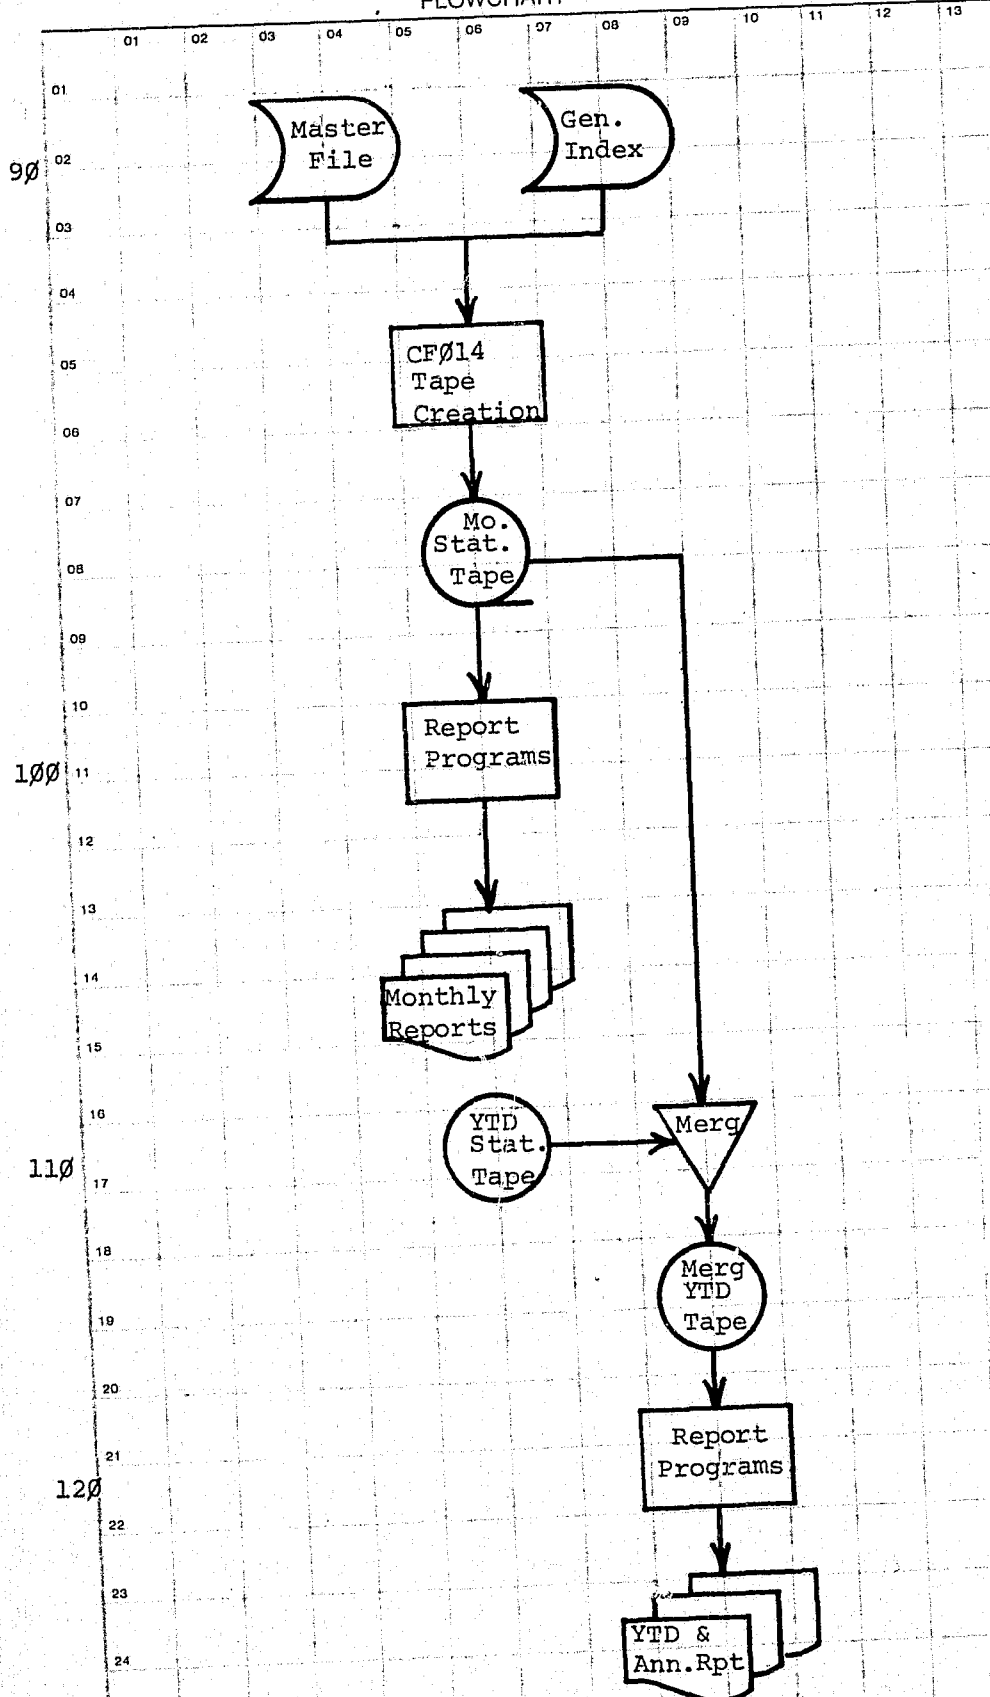 FLOWCHART
01 02 03 04 05 06 07 08 09 10 11 12 13
01
Master
File
Gen.
Index
90 02
03
04
05
CFØ14
Tape
Creation
06
07
Mo.
Stat.
Tape
08
09
10
Report
Programs
1ØØ 11
12
13
14
Monthly
Reports
15
16
YTD
Stat.
Tape
Merg
11Ø
17
18
Merg
YTD
Tape
19
20
Report
Programs
21
12Ø
22
23
YTD &
Ann.Rpt
24